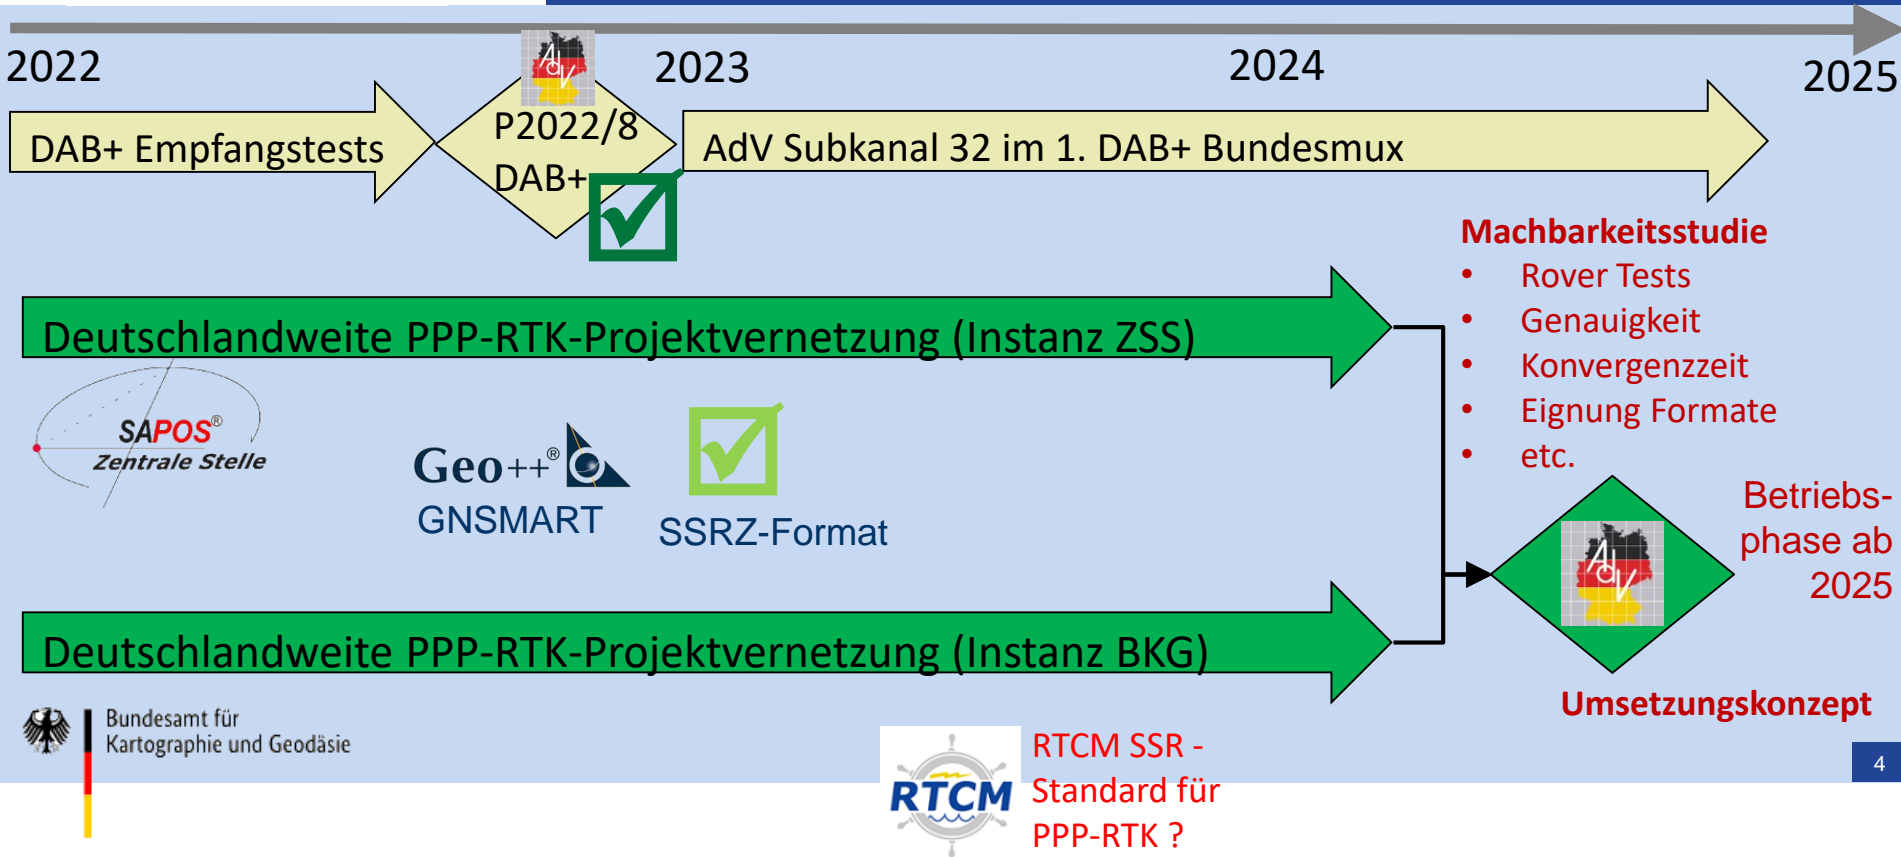 2022
2023
2024
2025
DAB+ Empfangstests
AdV
P2022/8
DAB+
AdV Subkanal 32 im 1. DAB+ Bundesmux
Deutschlandweite PPP-RTK-Projektvernetzung (Instanz ZSS)
SAPOS®
Zentrale Stelle
Geo++®
GNSMART
SSRZ-Format
Deutschlandweite PPP-RTK-Projektvernetzung (Instanz BKG)
Bundesamt für
Kartographie und Geodäsie
Machbarkeitsstudie
• Rover Tests
• Genauigkeit
• Konvergenzzeit
• Eignung Formate
• etc.
AdV
Betriebs-
phase ab
2025
Umsetzungskonzept
RTCM
RTCM SSR -
Standard für
PPP-RTK ?
4